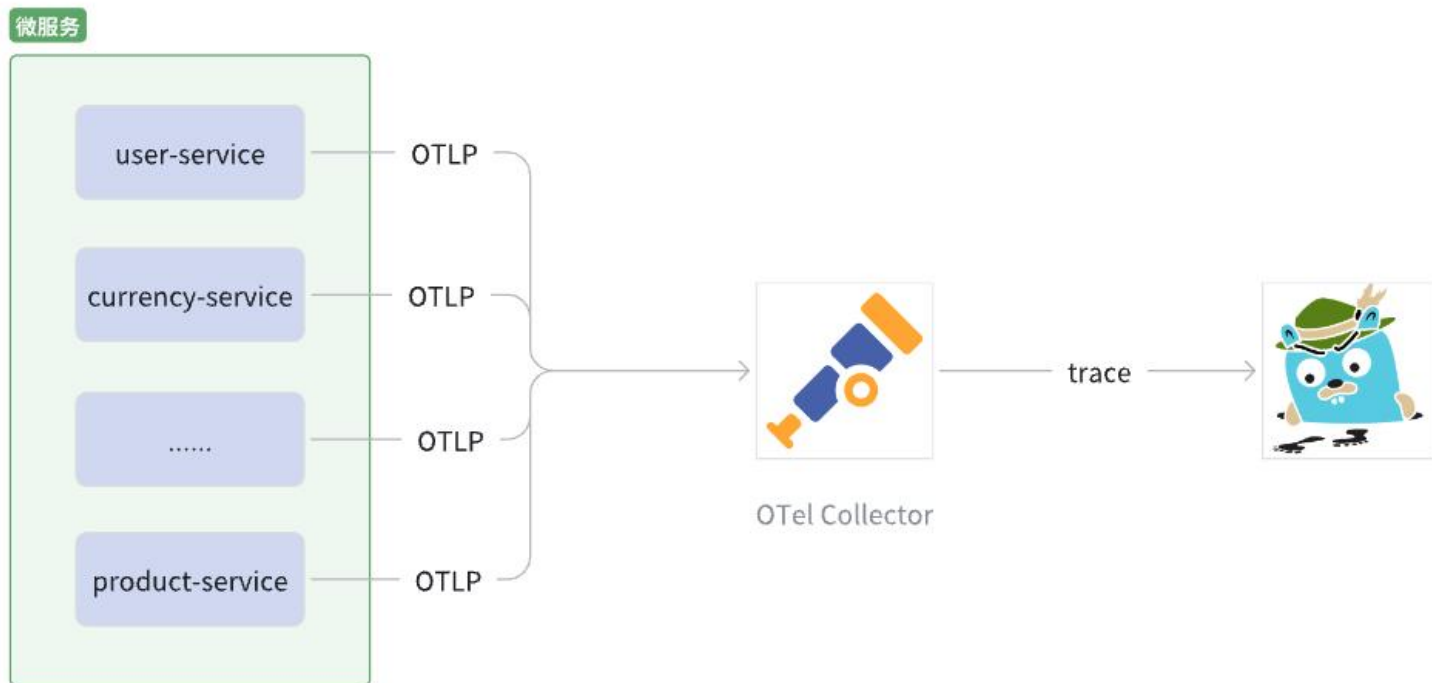 微服务
user-service
OTLP
currency-service
OTLP
......
OTLP
product-service
OTLP
OTel Collector
trace